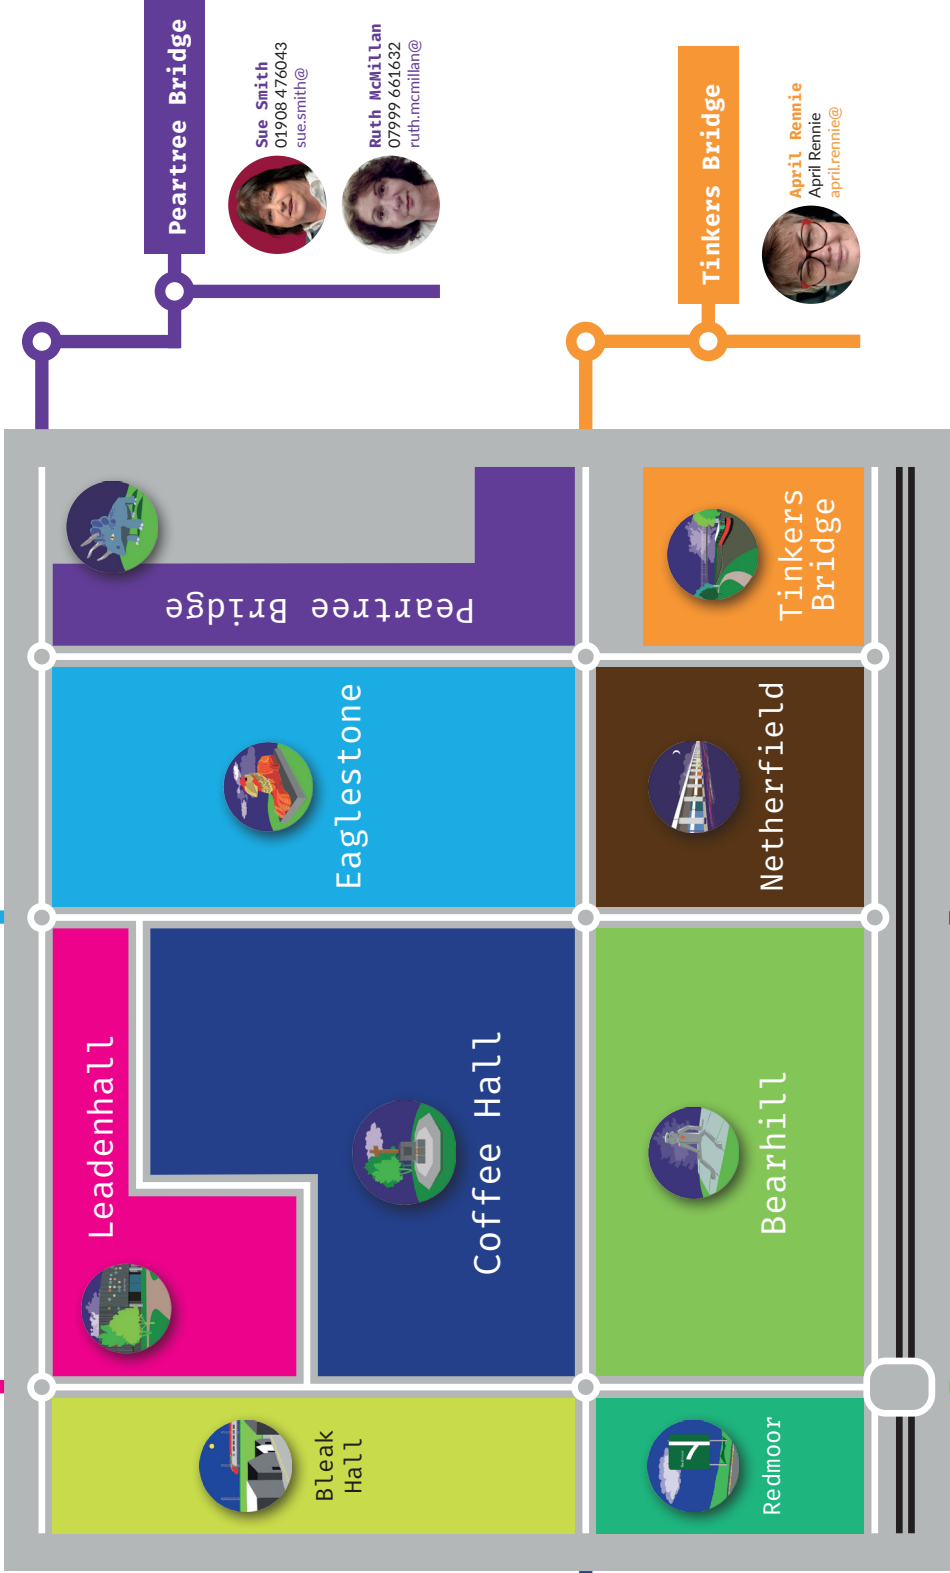 Peartree Bridge
Sue Smith
01908 476043
sue.smith@
Ruth McMillan
07999 661632
ruth.mcmillan@
Tinkers Bridge
April Rennie
April Rennie
april.rennie@
Peartree Bridge
Tinkers
Bridge
Eaglestone
Netherfield
Leadenhall
Coffee Hall
Bearhill
Bleak
Hall
Redmoor